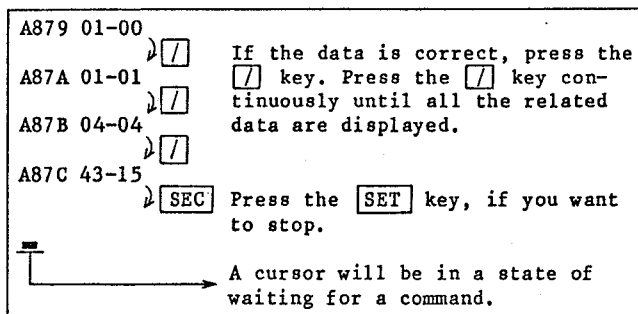 A879 01-00
/ If the data is correct, press the
A87A 01-01 / key. Press the / key con-
/ tinuously until all the related
A87B 04-04 data are displayed.
/
A87C 43-15
SEC Press the SET key, if you want
to stop.
A cursor will be in a state of
waiting for a command.